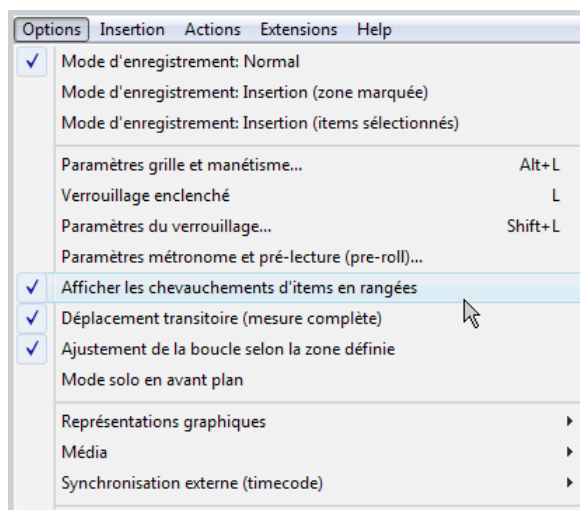 Options Insertion Actions Extensions Help
Mode d'enregistrement: Normal
Mode d'enregistrement: Insertion (zone marquée)
Mode d'enregistrement: Insertion (items sélectionnés)
Paramètres grille et manétisme... Alt+L
Verrouillage enclenché L
Paramètres du verrouillage... Shift+L
Paramètres métronome et pré-lecture (pre-roll)...
Afficher les chevauchements d'items en rangées
Déplacement transitoire (mesure complète)
Ajustement de la boucle selon la zone définie
Mode solo en avant plan
Représentations graphiques
Média
Synchronisation externe (timecode)